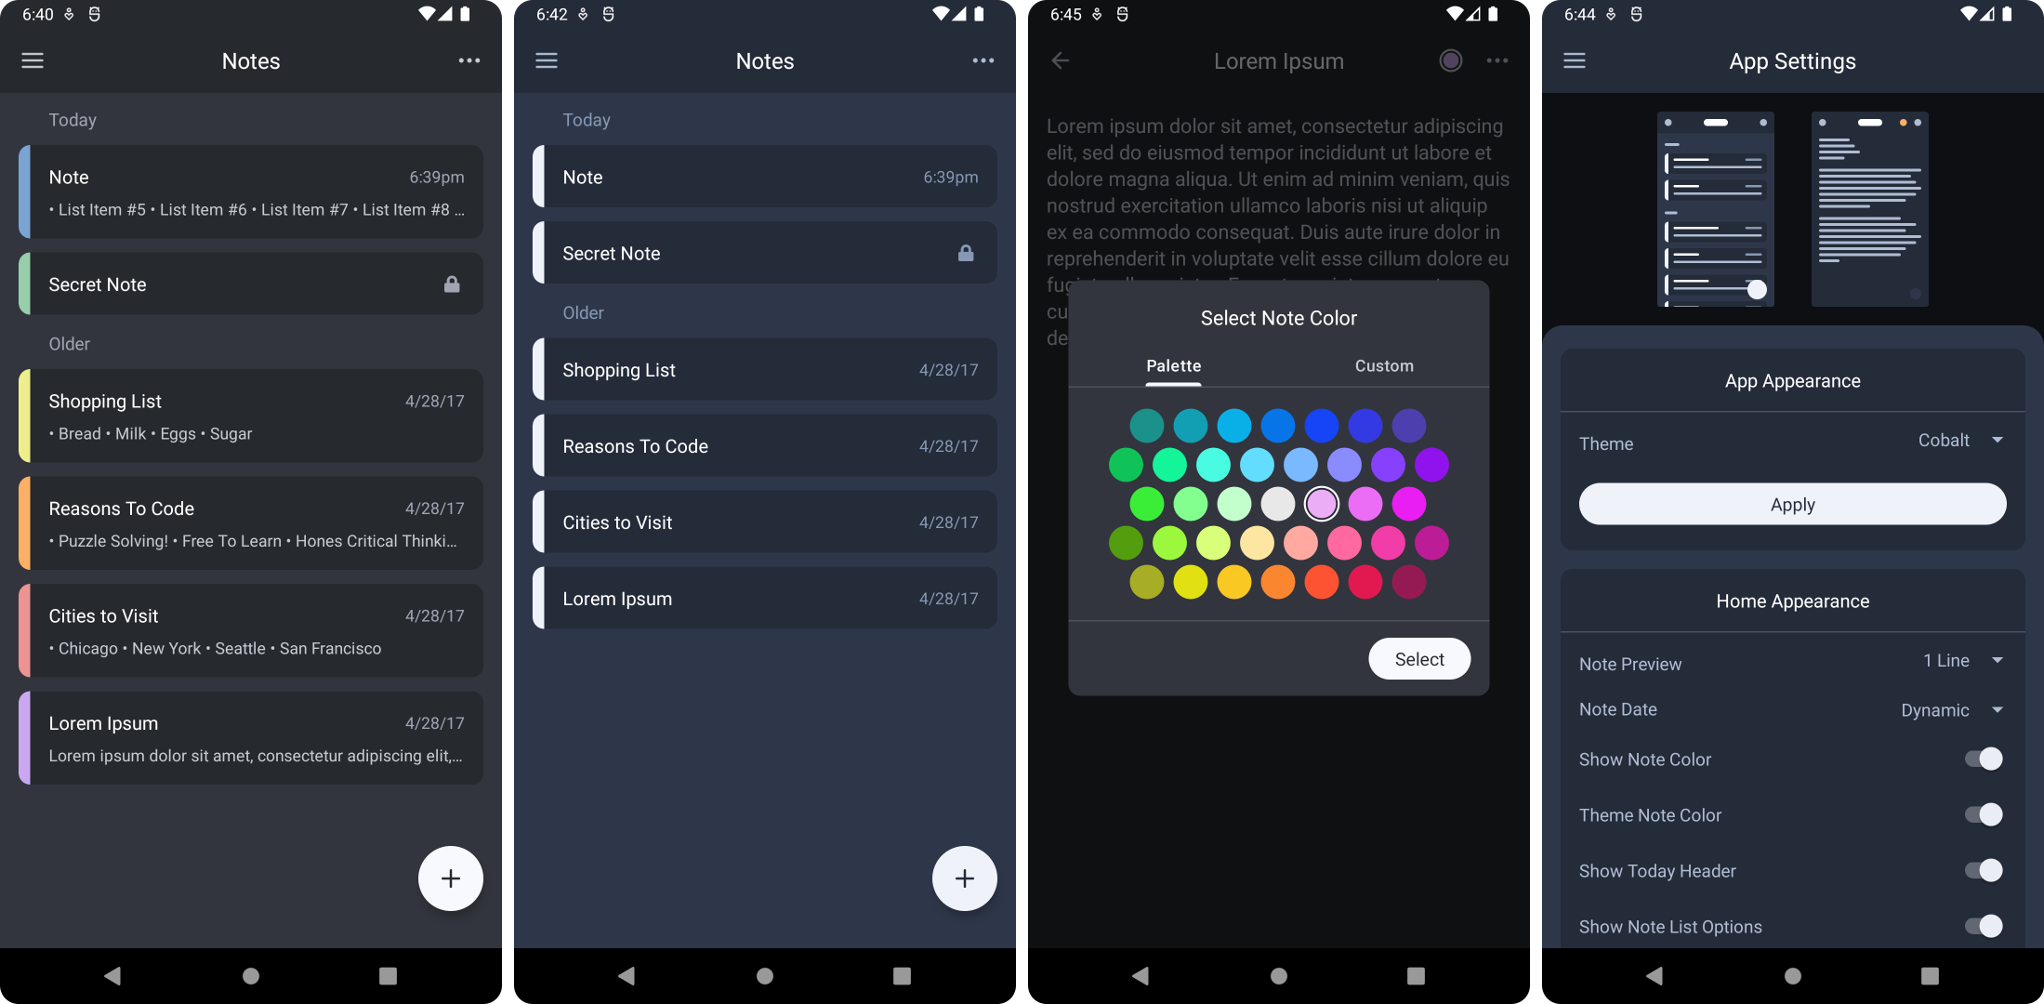 6:40
Notes
Today
Note 6:39pm
• List Item #5 • List Item #6 • List Item #7 • List Item #8 ...
Secret Note
Older
Shopping List 4/28/17
• Bread • Milk • Eggs • Sugar
Reasons To Code 4/28/17
• Puzzle Solving! • Free To Learn • Hones Critical Thinki...
Cities to Visit 4/28/17
• Chicago • New York • Seattle • San Francisco
Lorem Ipsum 4/28/17
Lorem ipsum dolor sit amet, consectetur adipiscing elit,...
6:42
Notes
Today
Note 6:39pm
Secret Note
Older
Shopping List 4/28/17
Reasons To Code 4/28/17
Cities to Visit 4/28/17
Lorem Ipsum 4/28/17
6:45
Lorem Ipsum
Lorem ipsum dolor sit amet, consectetur adipiscing
elit, sed do eiusmod tempor incididunt ut labore et
dolore magna aliqua. Ut enim ad minim veniam, quis
nostrud exercitation ullamco laboris nisi ut aliquip
ex ea commodo consequat. Duis aute irure dolor in
reprehenderit in voluptate velit esse cillum dolore eu
Select Note Color
Palette Custom
Select
6:44
App Settings
App Appearance
Theme Cobalt
Apply
Home Appearance
Note Preview 1 Line
Note Date Dynamic
Show Note Color
Theme Note Color
Show Today Header
Show Note List Options